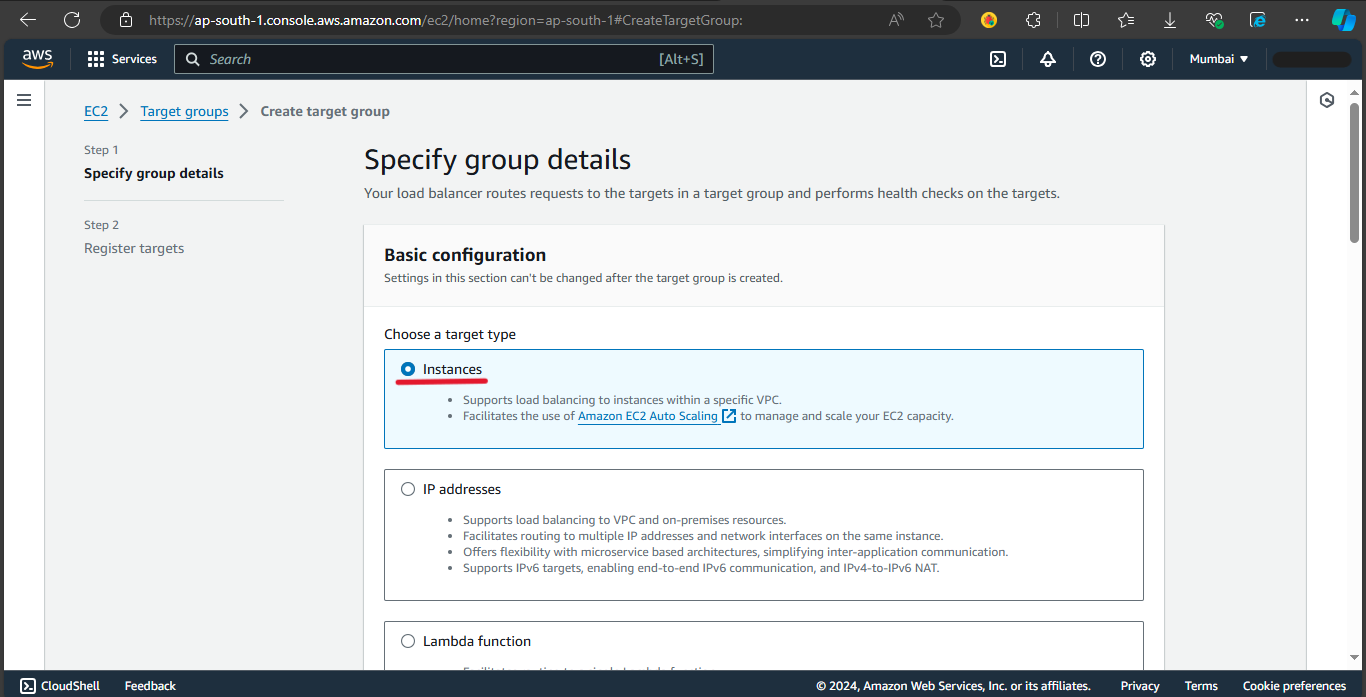 https://ap-south-1.console.aws.amazon.com/ec2/home?region=ap-south-1#CreateTargetGroup:
aws Services Search [Alt+S] Mumbai
EC2 Target groups Create target group
Step 1
Specify group details
Step 2
Register targets
Specify group details
Your load balancer routes requests to the targets in a target group and performs health checks on the targets.
Basic configuration
Settings in this section can't be changed after the target group is created.
Choose a target type
Instances
Supports load balancing to instances within a specific VPC.
Facilitates the use of Amazon EC2 Auto Scaling to manage and scale your EC2 capacity.
IP addresses
Supports load balancing to VPC and on-premises resources.
Facilitates routing to multiple IP addresses and network interfaces on the same instance.
Offers flexibility with microservice based architectures, simplifying inter-application communication.
Supports IPv6 targets, enabling end-to-end IPv6 communication, and IPv4-to-IPv6 NAT.
Lambda function
CloudShell Feedback © 2024, Amazon Web Services, Inc. or its affiliates. Privacy Terms Cookie preferences